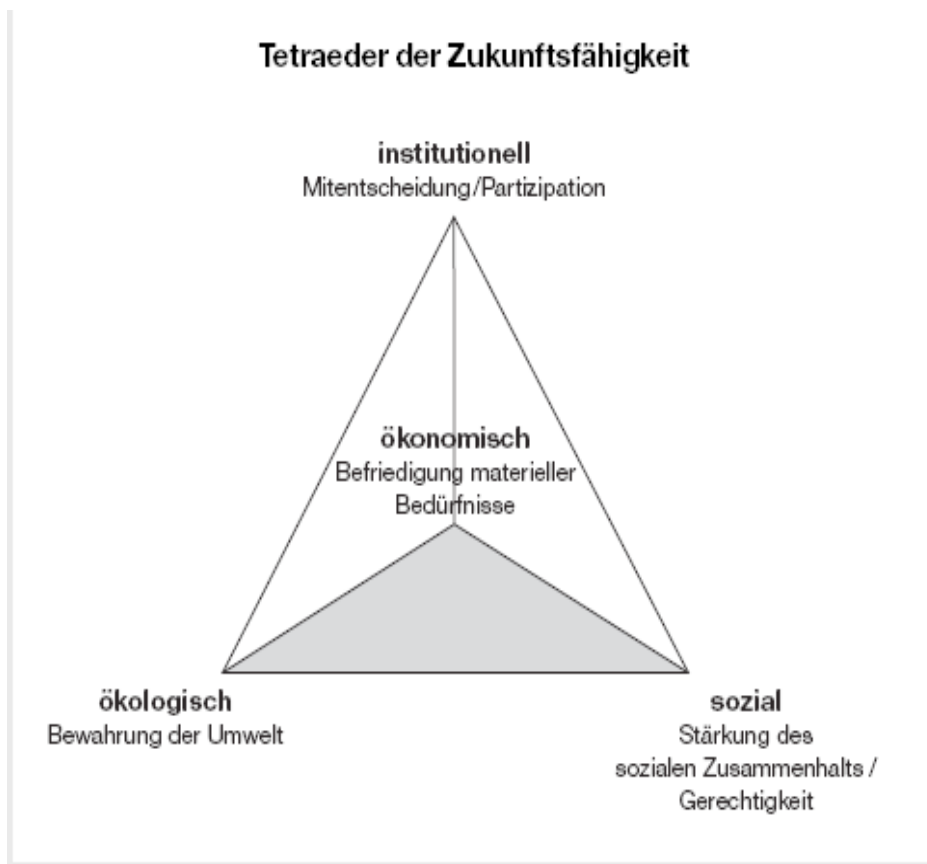 Tetraeder der Zukunftsfähigkeit
institutionell
Mitentscheidung/Partizipation
ökonomisch
Befriedigung materieller
Bedürfnisse
ökologisch
Bewahrung der Umwelt
sozial
Stärkung des
sozialen Zusammenhalts /
Gerechtigkeit